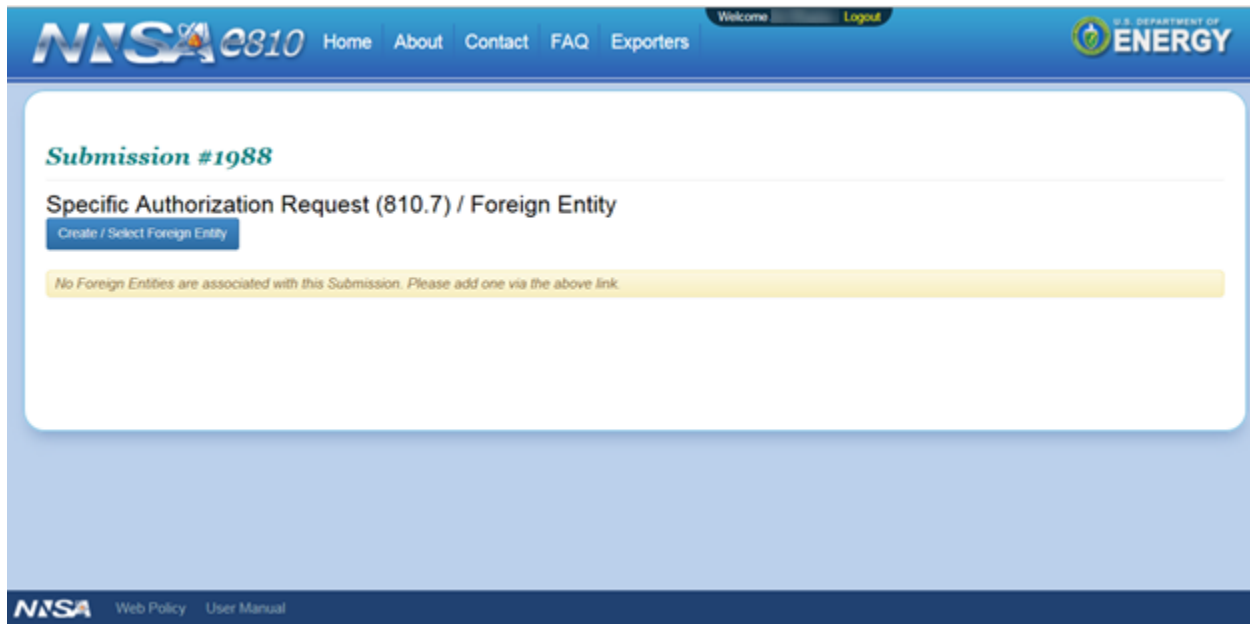 Welcome Logout
NNSA e810 Home About Contact FAQ Exporters
U.S. DEPARTMENT OF
ENERGY
Submission #1988
Specific Authorization Request (810.7) / Foreign Entity
Create / Select Foreign Entity
No Foreign Entities are associated with this Submission. Please add one via the above link.
NNSA Web Policy User Manual